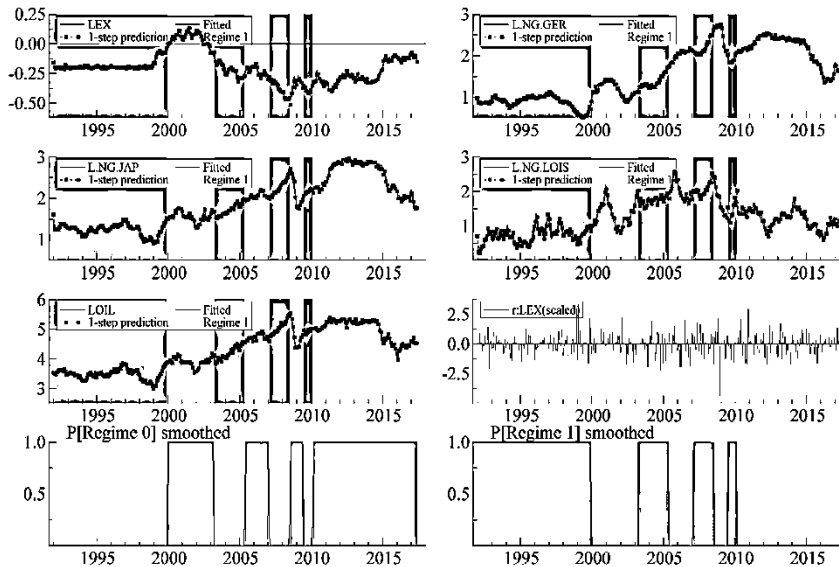 0.25
0.00
-0.25
-0.50
LEX Fitted
1-step prediction Regime 1
1995 2000 2005 2010 2015
3
2
1
L.NG.GER Fitted
1-step prediction Regime 1
1995 2000 2005 2010 2015
3
2
1
L.NG.JAP Fitted
1-step prediction Regime 1
1995 2000 2005 2010 2015
3
2
1
L.NG.LOIS Fitted
1-step prediction Regime 1
1995 2000 2005 2010 2015
6
5
4
3
LOIL Fitted
1-step prediction Regime 1
1995 2000 2005 2010 2015
2.5
0.0
-2.5
r:LEX(scaled)
1995 2000 2005 2010 2015
P[Regime 0] smoothed
1.0
0.5
1995 2000 2005 2010 2015
P[Regime 1] smoothed
1.0
0.5
1995 2000 2005 2010 2015